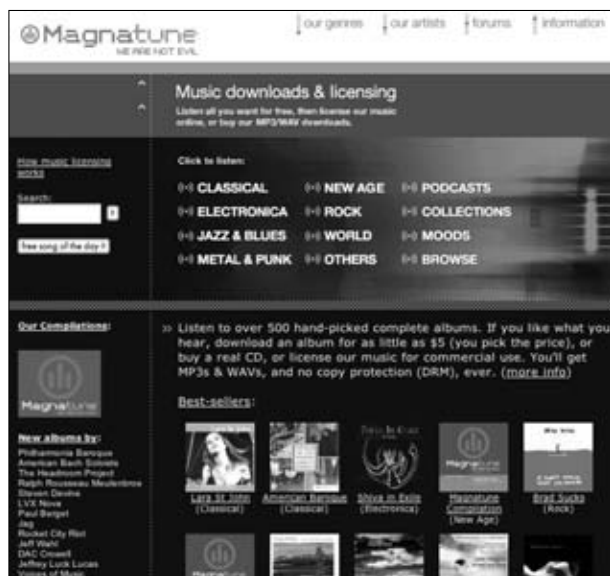 our genres our artists forums information
Magnatune
WE ARE NOT EVIL
Music downloads & licensing
Listen all you want for free, then license our music
online, or buy our MP3/WAV downloads.
How music licensing
works
Search:
free song of the day
Click to listen:
CLASSICAL NEW AGE PODCASTS
ELECTRONICA ROCK COLLECTIONS
JAZZ & BLUES WORLD MOODS
METAL & PUNK OTHERS BROWSE
Our Compilations:
Magnatune
New albums by:
Philharmonia Baroque
American Bach Soloists
The Headroom Project
Ralph Rousseau Meulenbroeks
Steven Devine
LVX Nova
Paul Berget
Jag
Rocket City Riot
Jeff Wahl
DAC Crowell
Jeffrey Luck Lucas
Voices of Music
» Listen to over 500 hand-picked complete albums. If you like what you
hear, download an album for as little as $5 (you pick the price), or
buy a real CD, or license our music for commercial use. You'll get
MP3s & WAVs, and no copy protection (DRM), ever. (more info)
Best-sellers:
Magnatune
Lara St John American Baroque Shiva in Exile Magnatune Brad Sucks
(Classical) (Classical) (Electronica) Compilation (Rock)
(New Age)